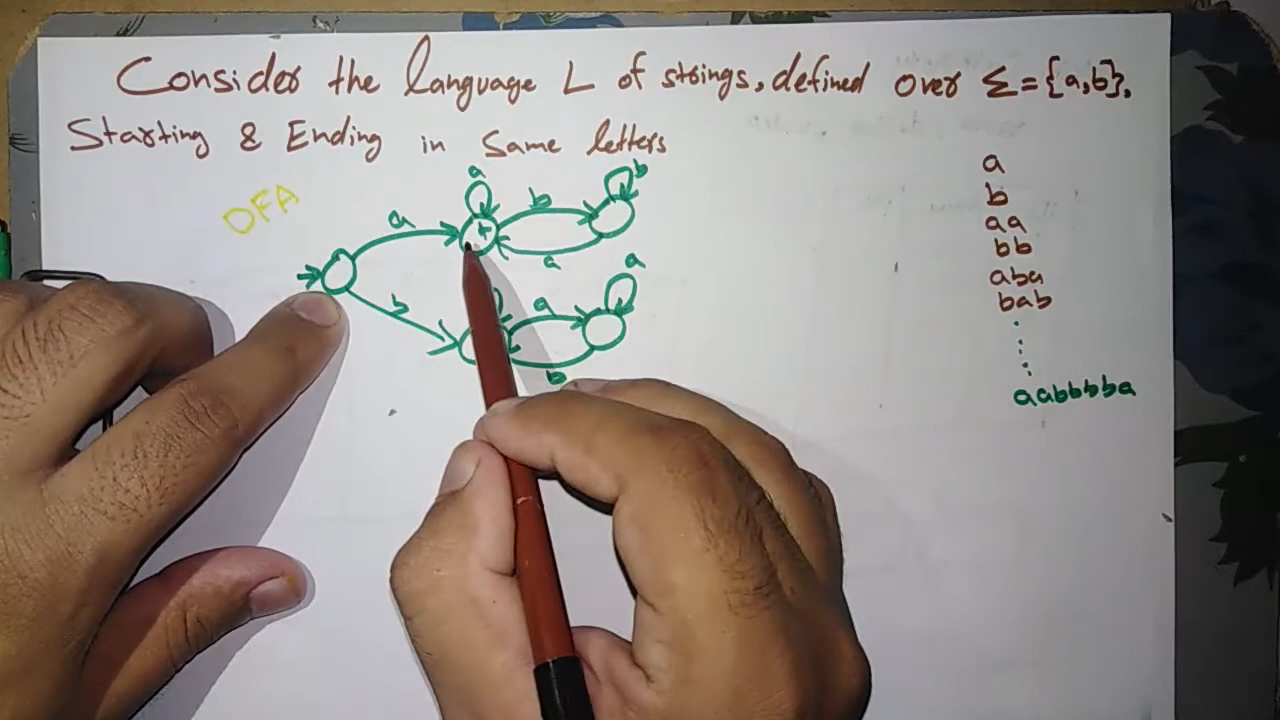 Consider the language L of strings, defined over Σ = {a,b},
Starting & Ending in Same letters
DFA
a
b
a
b
b
a
a
a
b
+
a
b
aa
bb
aba
bab
aabbbba